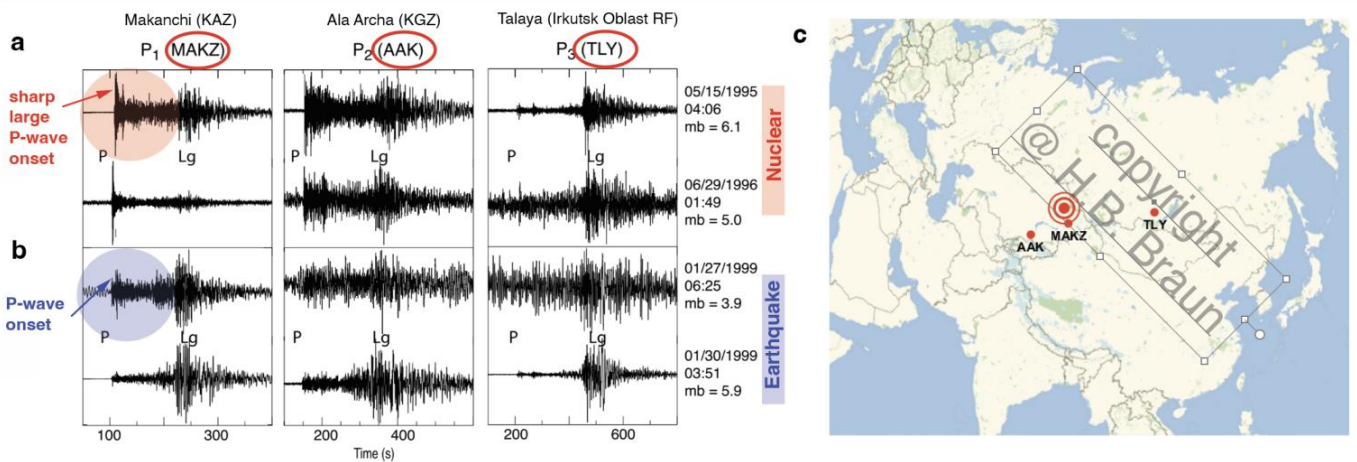 Makanchi (KAZ)
Ala Archa (KGZ)
Talaya (Irkutsk Oblast RF)
a
P1 (MAKZ)
P2 (AAK)
P3 (TLY)
sharp
large
P-wave
onset
P
Lg
P
Lg
P
Lg
05/15/1995
04:06
mb = 6.1
06/29/1996
01:49
mb = 5.0
Nuclear
b
P-wave
onset
P
Lg
P
Lg
P
Lg
01/27/1999
06:25
mb = 3.9
01/30/1999
03:51
mb = 5.9
Earthquake
100
300
200
400
200
600
Time (s)
c
copyright
@ H.B. Braun
AAK
MAKZ
TLY